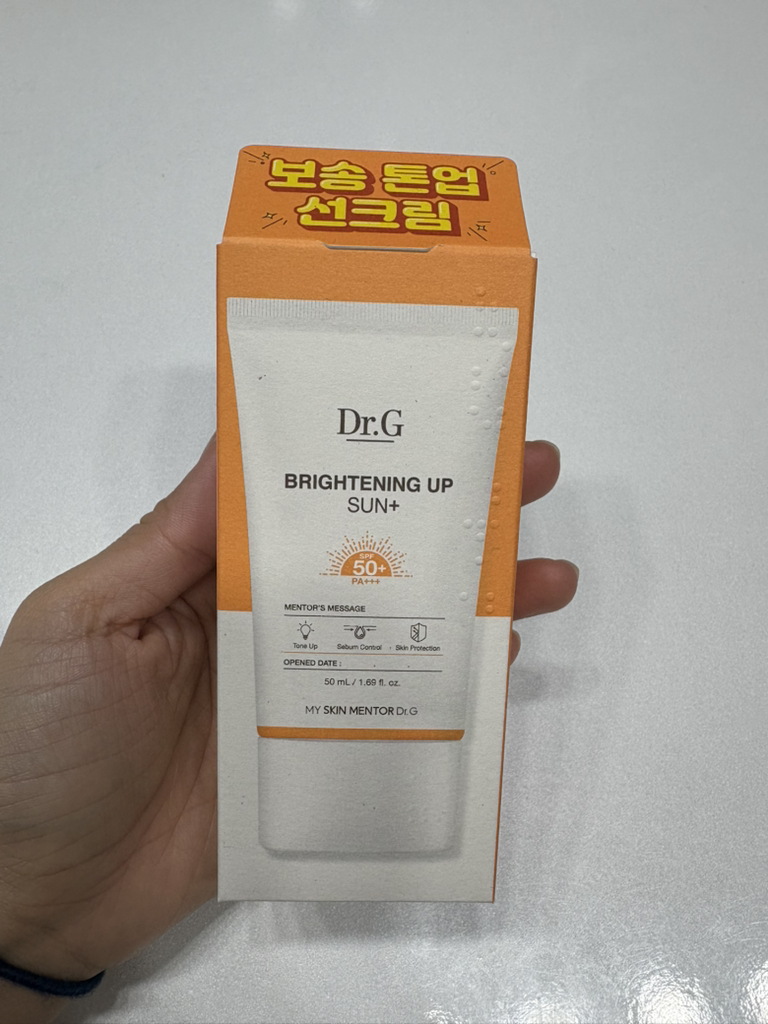 보송 톤업
선크림
Dr.G
BRIGHTENING UP
SUN+
SPF
50+
PA+++
MENTOR'S MESSAGE
Tone Up Sebum Control Skin Protection
OPENED DATE : . .
50 mL / 1.69 fl. oz.
MY SKIN MENTOR Dr.G